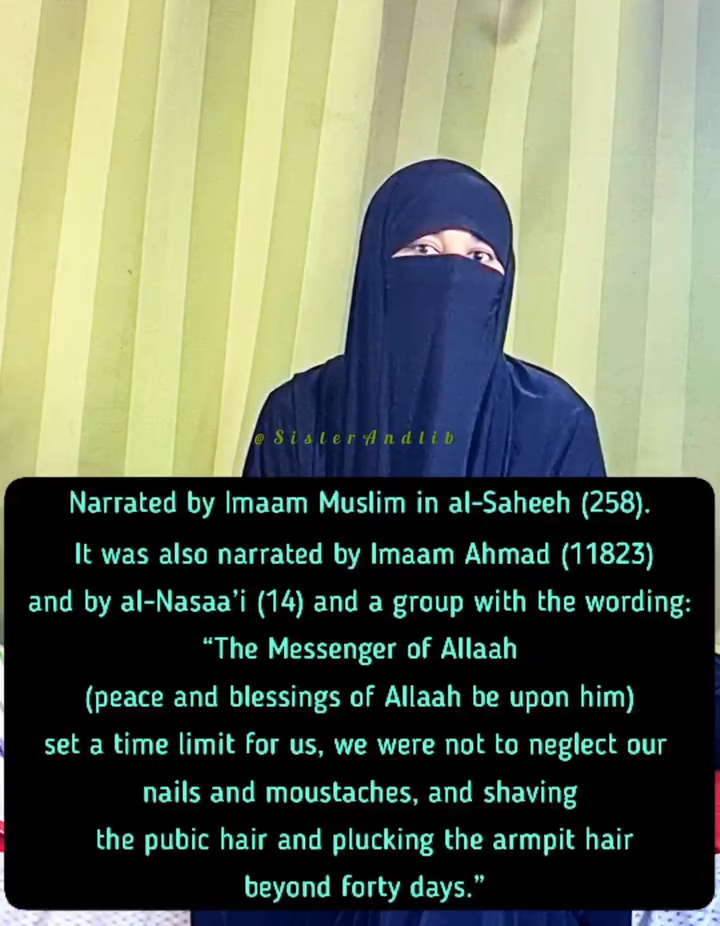 @SisterAndlib
Narrated by Imaam Muslim in al-Saheeh (258).
It was also narrated by Imaam Ahmad (11823)
and by al-Nasaa’i (14) and a group with the wording:
“The Messenger of Allaah
(peace and blessings of Allaah be upon him)
set a time limit for us, we were not to neglect our
nails and moustaches, and shaving
the pubic hair and plucking the armpit hair
beyond forty days.”